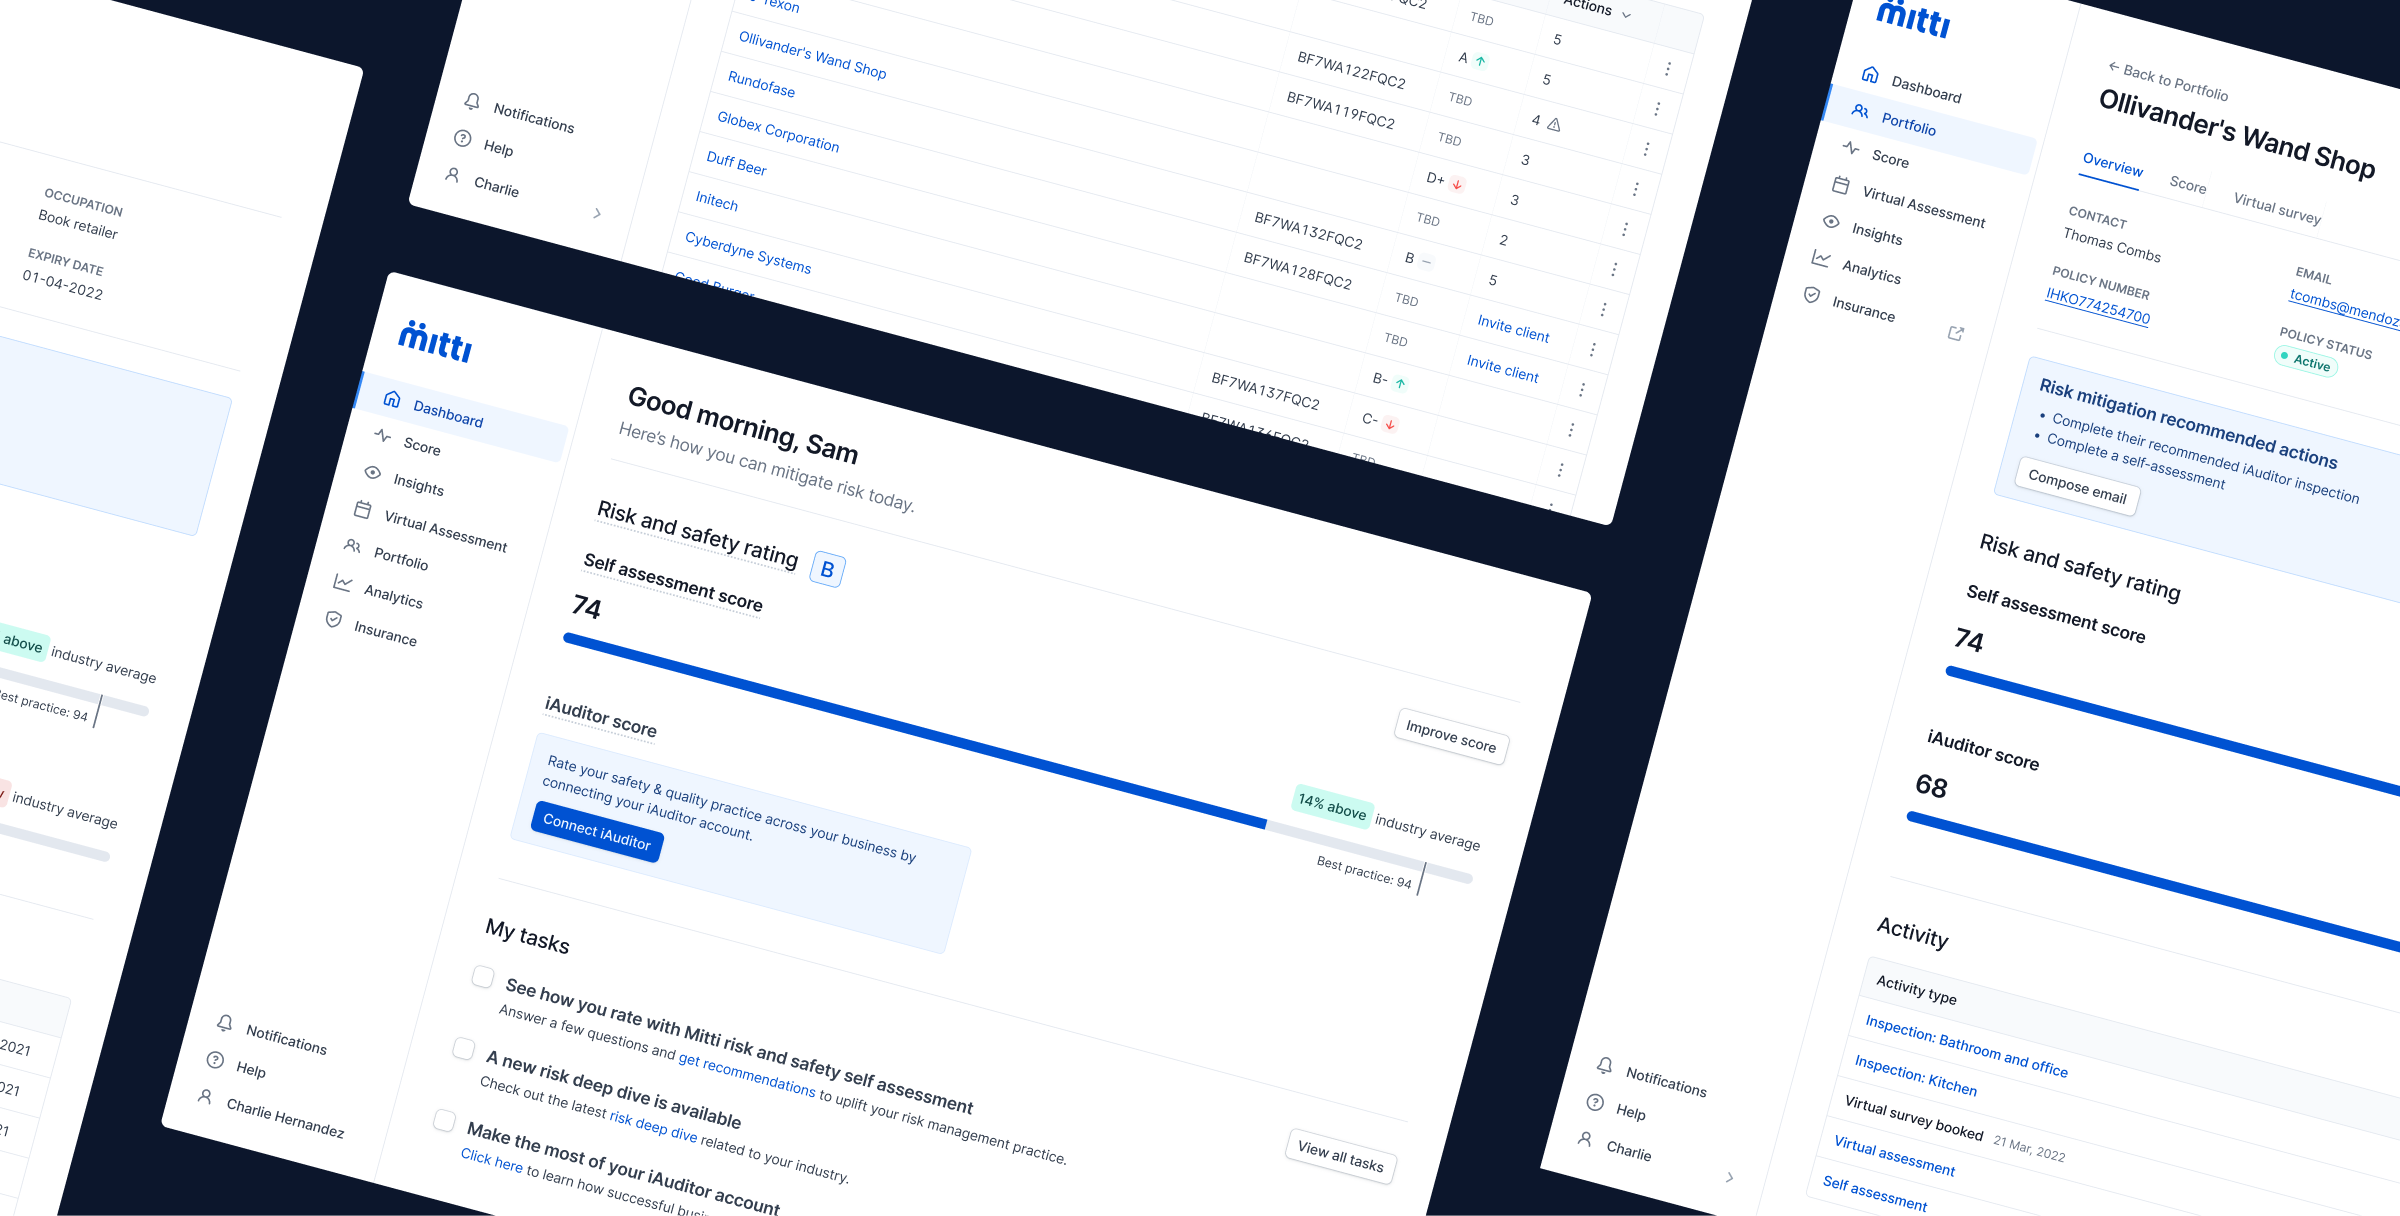 OCCUPATION
Book retailer
EXPIRY DATE
01-04-2022
above industry average
Best practice: 94
industry average
2021
2021
21
Notifications
Help
Charlie
Actions
Ollivander's Wand Shop
Rundofase
Globex Corporation
Duff Beer
Initech
Cyberdyne Systems
Good Burger
TBD 5
BF7WA122FQC2 A 5
BF7WA119FQC2 TBD 4
TBD 3
D+ 3
BF7WA132FQC2 TBD 2
BF7WA128FQC2 B 5
TBD Invite client
TBD Invite client
BF7WA137FQC2 B-
BF7WA136FQC2 C-
TBD
mitti
Dashboard
Score
Insights
Virtual Assessment
Portfolio
Analytics
Insurance
Notifications
Help
Charlie Hernandez
Good morning, Sam
Here's how you can mitigate risk today.
Risk and safety rating B
Self assessment score
74
Improve score
14% above industry average
Best practice: 94
iAuditor score
Rate your safety & quality practice across your business by
connecting your iAuditor account.
Connect iAuditor
My tasks
See how you rate with Mitti risk and safety self assessment
Answer a few questions and get recommendations to uplift your risk management practice.
A new risk deep dive is available
Check out the latest risk deep dive related to your industry.
Make the most of your iAuditor account
Click here to learn how successful
View all tasks
mitti
Dashboard
Portfolio
Score
Virtual Assessment
Insights
Analytics
Insurance
Notifications
Help
Charlie
Back to Portfolio
Ollivander's Wand Shop
Overview Score Virtual survey
CONTACT
Thomas Combs
EMAIL
tcombs@mendoz
POLICY NUMBER
IHKO774254700
POLICY STATUS
Active
Risk mitigation recommended actions
• Complete their recommended iAuditor inspection
• Complete a self-assessment
Compose email
Risk and safety rating
Self assessment score
74
iAuditor score
68
Activity
Activity type
Inspection: Bathroom and office
Inspection: Kitchen
Virtual survey booked 21 Mar, 2022
Virtual assessment
Self assessment